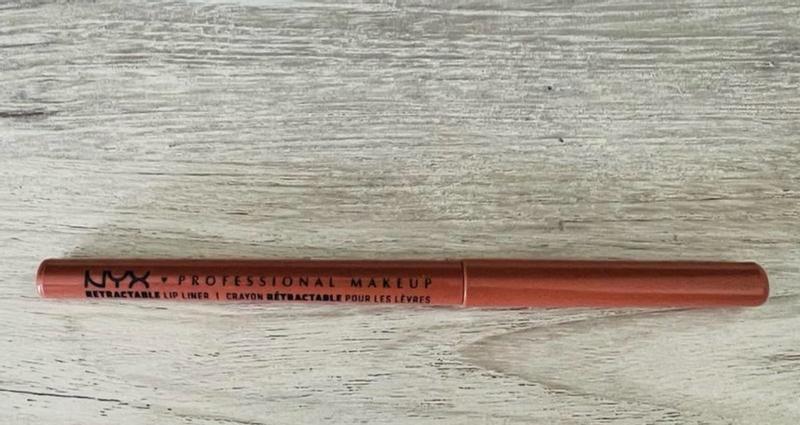 NYX PROFESSIONAL MAKEUP
RETRACTABLE LIP LINER | CRAYON RÉTRACTABLE POUR LES LÈVRES